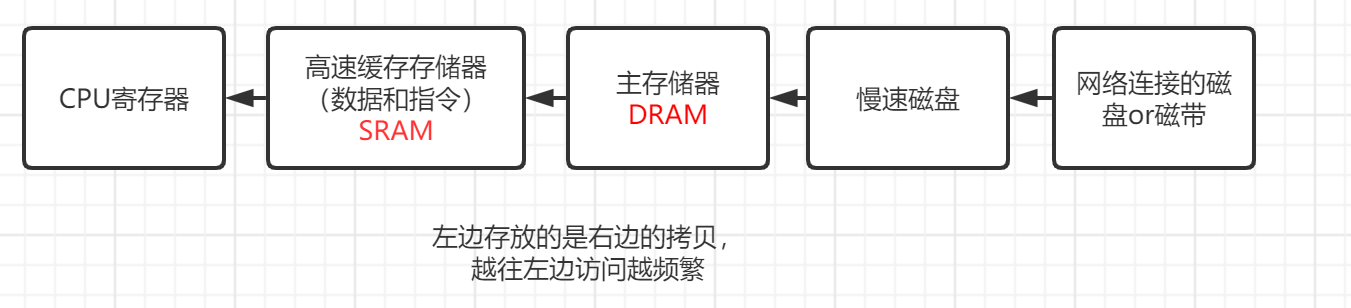 CPU寄存器
高速缓存存储器
（数据和指令）
SRAM
主存储器
DRAM
慢速磁盘
网络连接的磁
盘or磁带
左边存放的是右边的拷贝，
越往左边访问越频繁